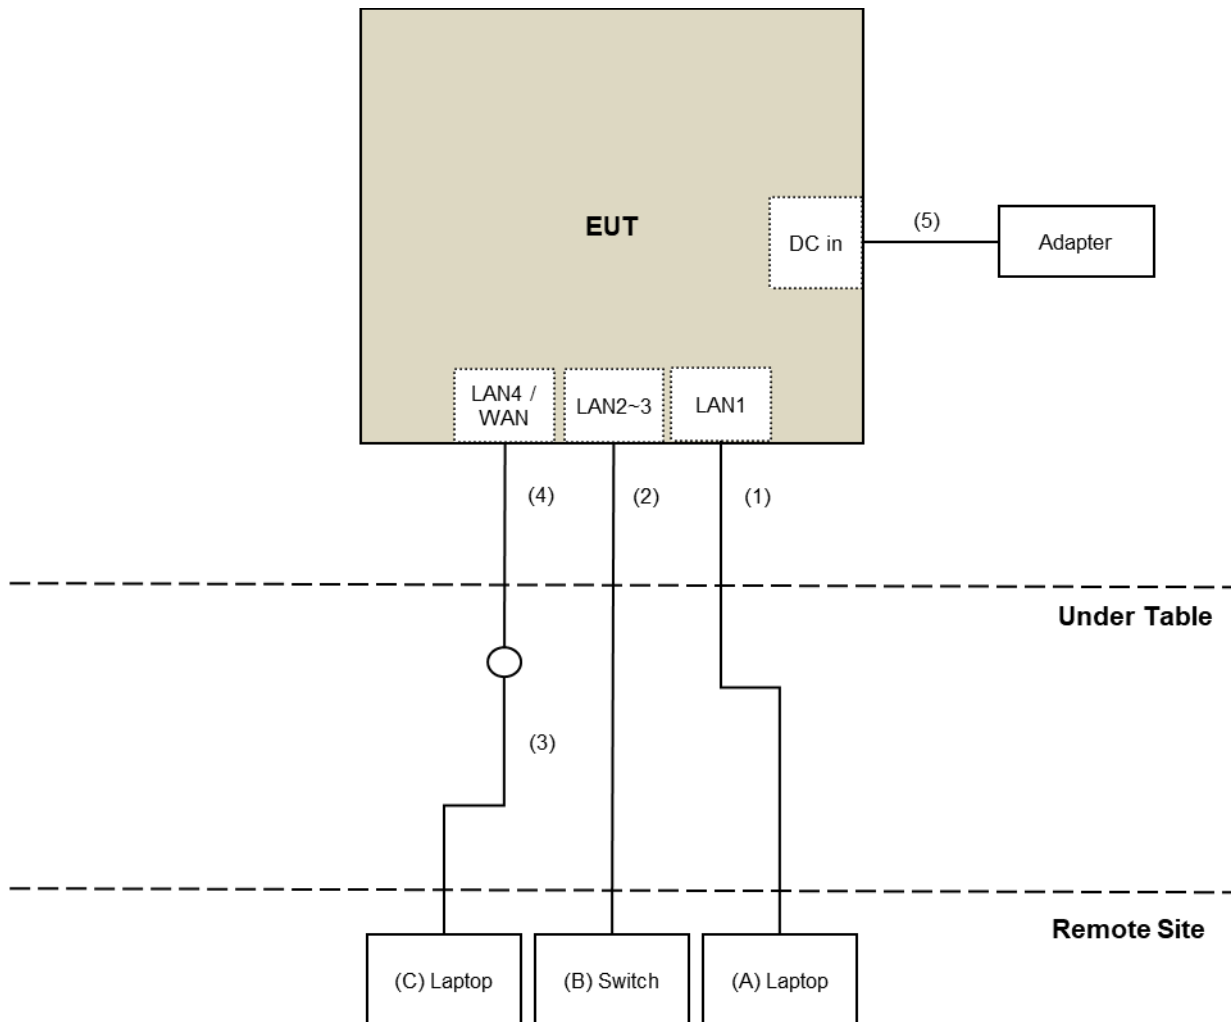 EUT
DC in
(5)
Adapter
LAN4 /
WAN
LAN2~3
LAN1
(4)
(2)
(1)
Under Table
(3)
Remote Site
(C) Laptop
(B) Switch
(A) Laptop